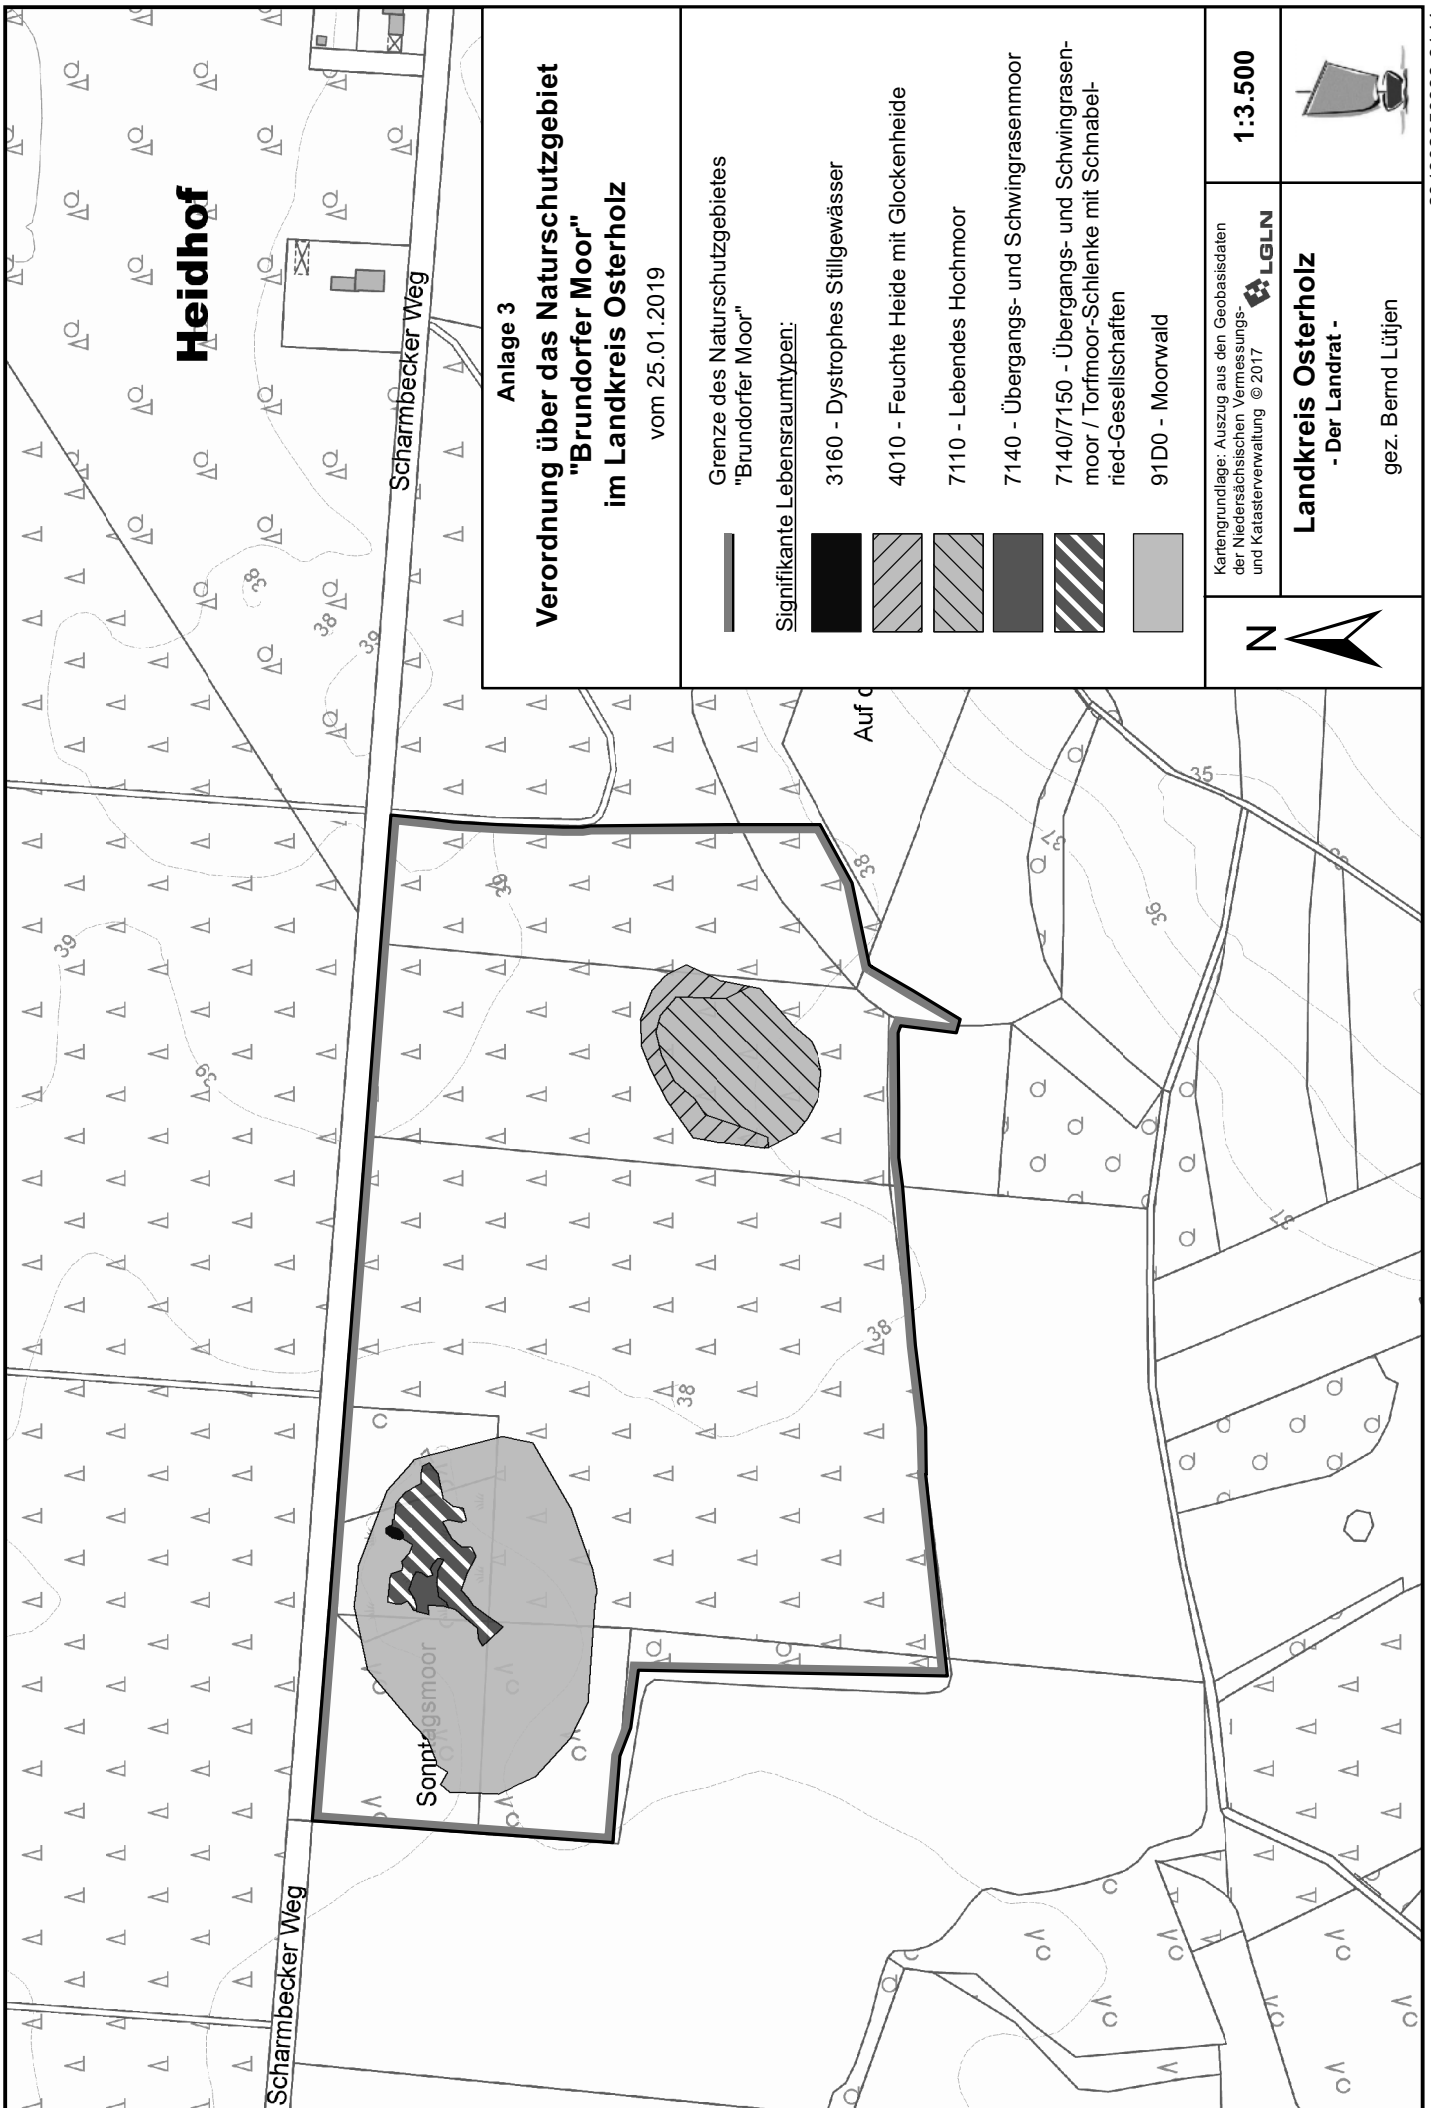 Heidhof
Scharmbecker Weg
Scharmbecker Weg
Sonntagsmoor
38
38
39
39
39
39
38
38
38
37
36
35
37
Anlage 3
Verordnung über das Naturschutzgebiet
"Brundorfer Moor"
im Landkreis Osterholz
vom 25.01.2019
Grenze des Naturschutzgebietes
"Brundorfer Moor"
Signifikante Lebensraumtypen:
3160 - Dystrophes Stillgewässer
4010 - Feuchte Heide mit Glockenheide
7110 - Lebendes Hochmoor
7140 - Übergangs- und Schwingrasenmoor
7140/7150 - Übergangs- und Schwingrasen-
moor / Torfmoor-Schlenke mit Schnabel-
ried-Gesellschaften
91D0 - Moorwald
N
Kartengrundlage: Auszug aus den Geobasisdaten
der Niedersächsischen Vermessungs-
und Katasterverwaltung © 2017
LGLN
1:3.500
Landkreis Osterholz
- Der Landrat -
gez. Bernd Lütjen
Auf